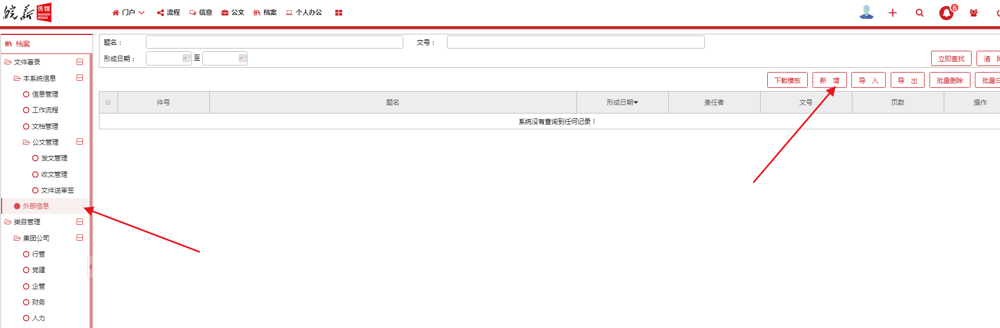 皖新
传媒
WANXIN
MEDIA
门户 流程 信息 公文 档案 个人办公
6
档案
文件著录
本系统信息
信息管理
工作流程
文档管理
公文管理
发文管理
收文管理
文件送审签
外部信息
类目管理
集团公司
行管
党建
企管
财务
人力
题名： 文号：
形成日期： 至
立即查找 清
下载模板 新 增 导 入 导 出 批量删除 批量归
件号 题名 形成日期 责任者 文号 页数 操作
系统没有查询到任何记录！